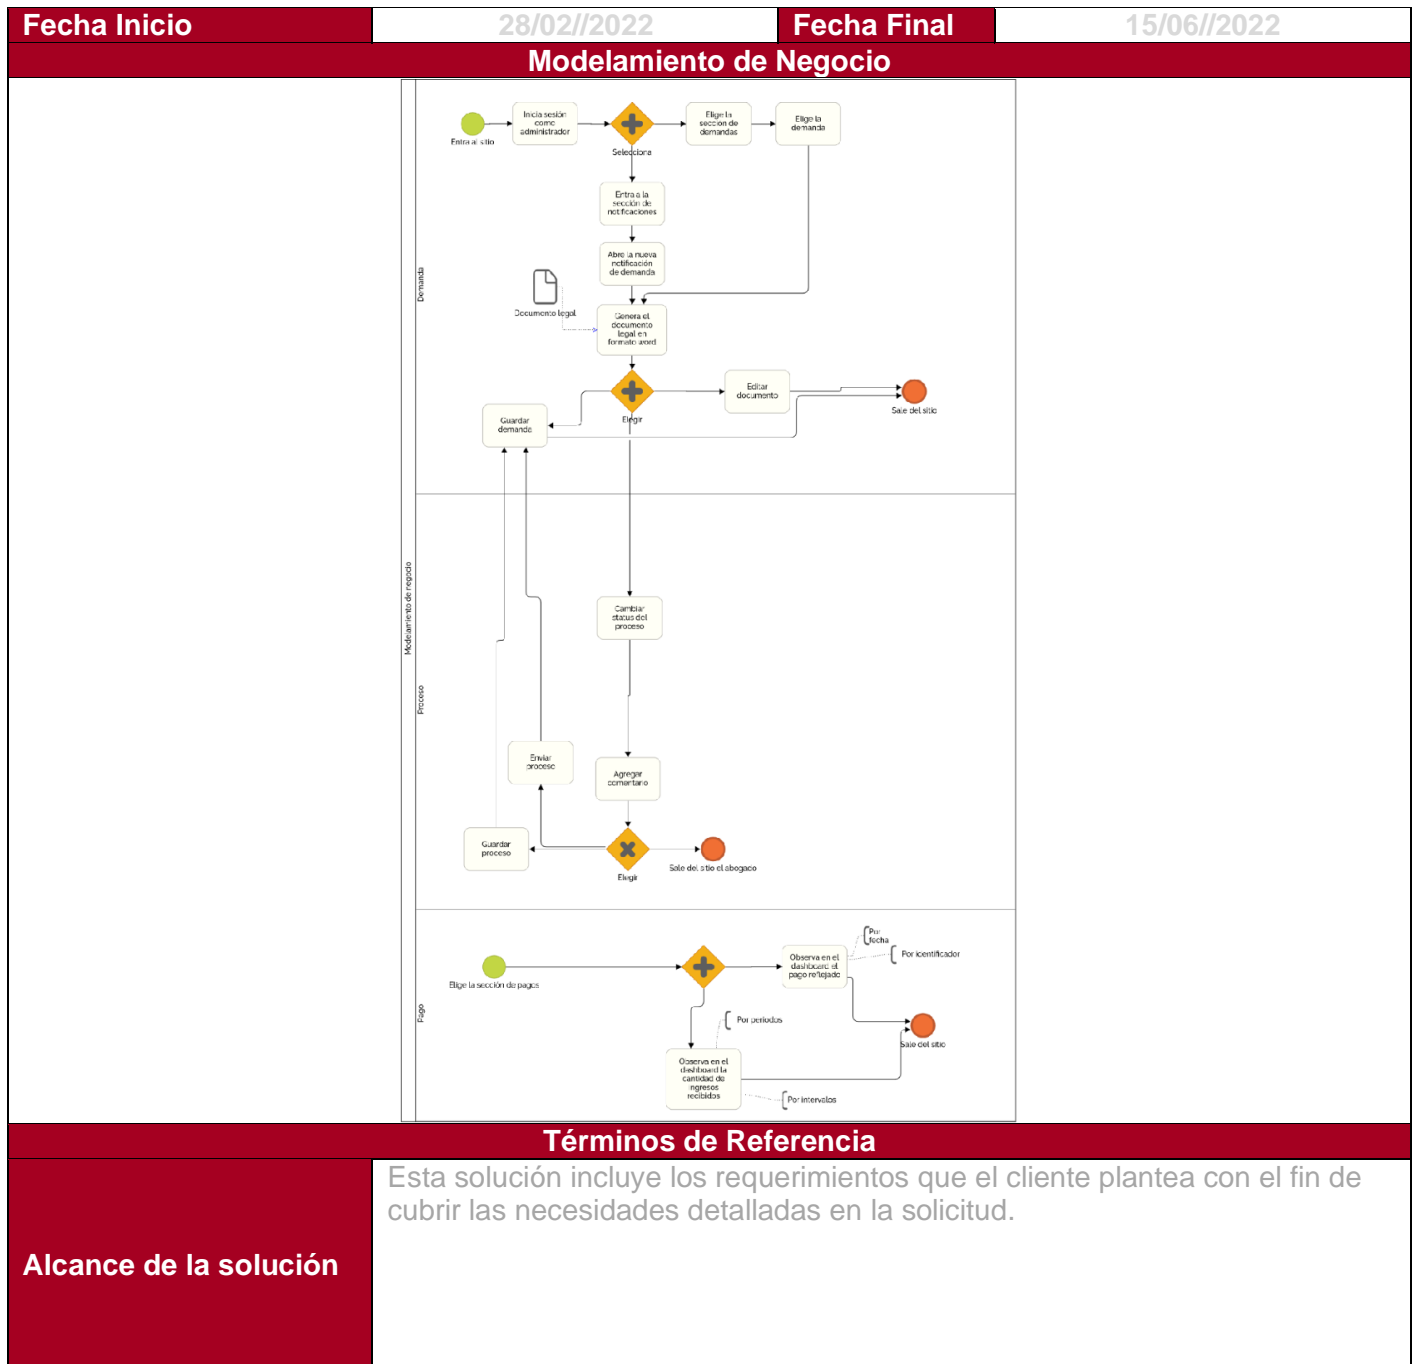 Fecha Inicio
28/02//2022
Fecha Final
15/06//2022
Modelamiento de Negocio
Entra al sitio
Inicia sesión
como
administrador
Selecciona
Elige la
sección de
demandas
Elige la
demanda
Entra a la
sección de
notificaciones
Abre la nueva
notificación
de demanda
Documento legal
Genera el
documento
legal en
formato word
Elegir
Editar
documento
Sale del sitio
Guardar
demanda
Demanda
Modelamiento de negocio
Cambiar
status del
proceso
Proceso
Enviar
proceso
Agregar
comentario
Guardar
proceso
Elegir
Sale del sitio el abogado
Elige la sección de pagos
Observa en el
dashboard el
pago reflejado
Por
fecha
Por identificador
Pago
Por periodos
Sale del sitio
Observa en el
dashboard la
cantidad de
ingresos
recibidos
Por intervalos
Términos de Referencia
Alcance de la solución
Esta solución incluye los requerimientos que el cliente plantea con el fin de
cubrir las necesidades detalladas en la solicitud.